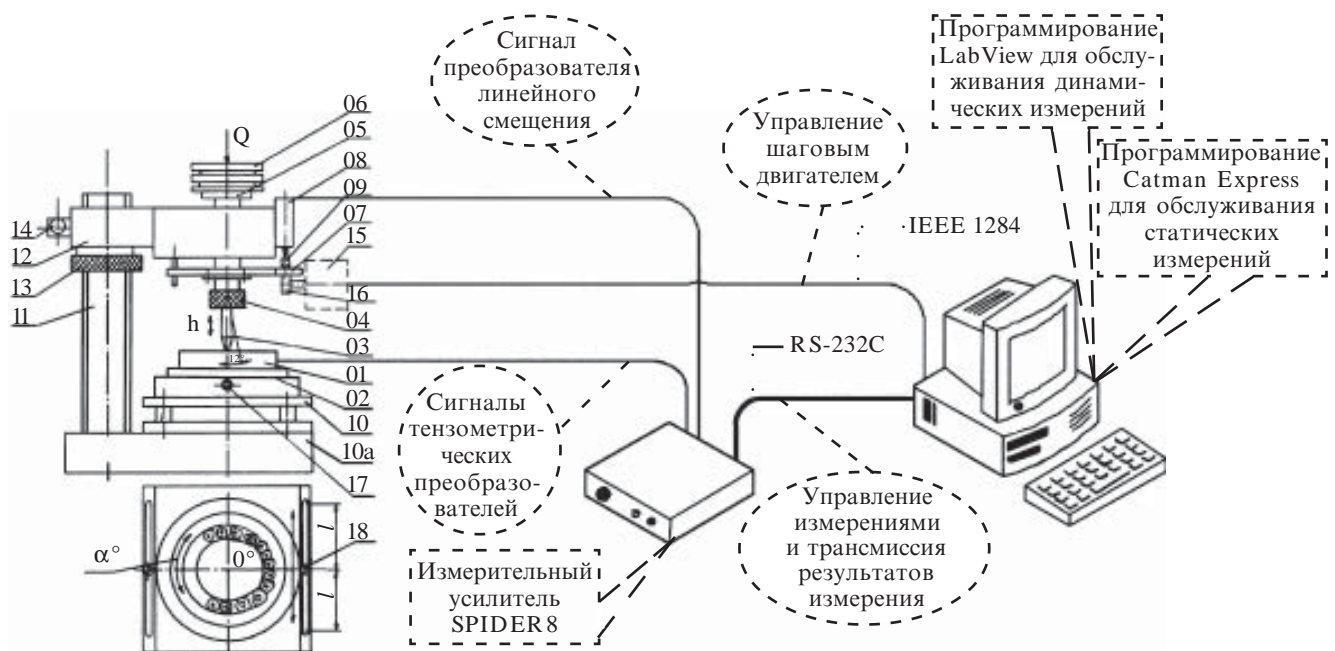 Сигнал
преобразователя
линейного
смещения
Управление
шаговым
двигателем
Программирование
LabView для обслу-
живания динами-
ческих измерений
Программирование
Catman Express
для обслуживания
статических
измерений
IEEE 1284
RS-232C
06
Q
05
08
09
07
15
14
12
13
11
16
04
h
03
12°
01
02
10
10а
17
18
α°
0°
l
l
Сигналы
тензометри-
ческих
преобразо-
вателей
Измерительный
усилитель
SPIDER 8
Управление
измерениями
и трансмиссия
результатов
измерения